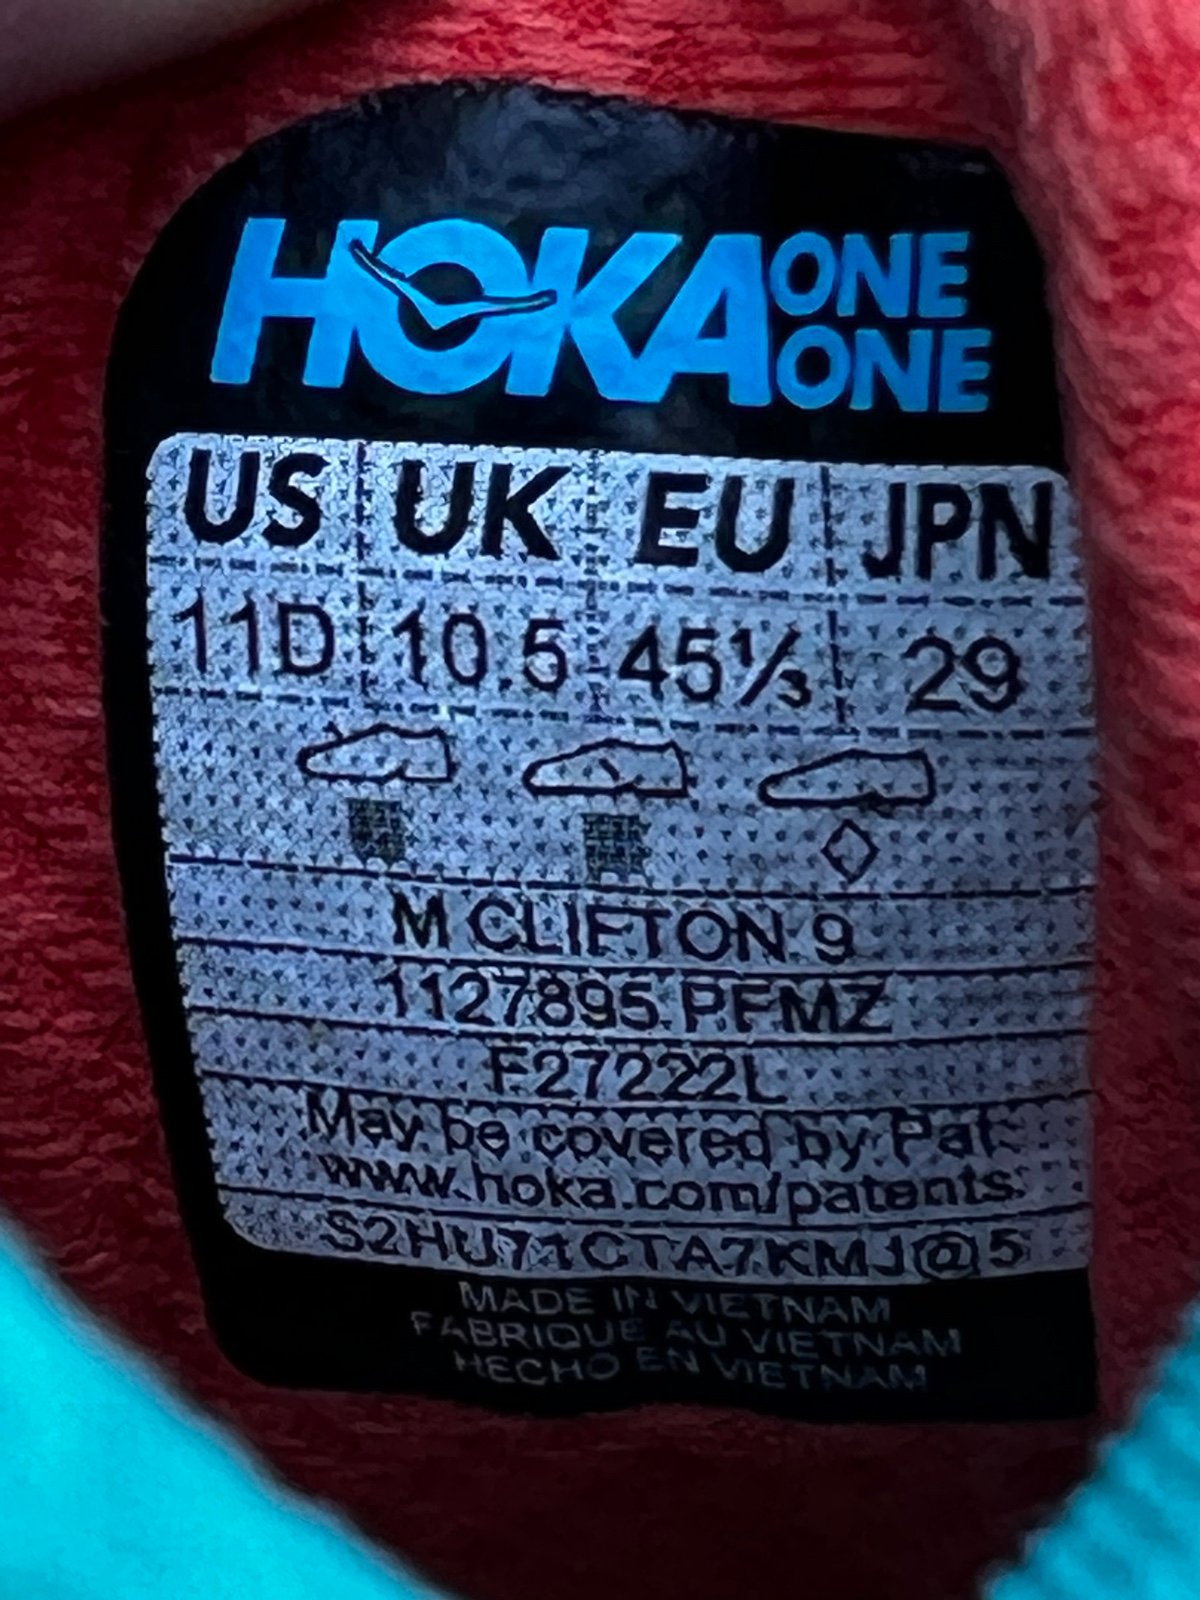 HOKA ONE ONE
US UK EU JPN
11D 10.5 45⅓ 29
M CLIFTON 9
1127895 PFMZ
F27222L
May be covered by Pat.
www.hoka.com/patents.
S2HU71CTA7KMJ@5
MADE IN VIETNAM
FABRIQUE AU VIETNAM
HECHO EN VIETNAM